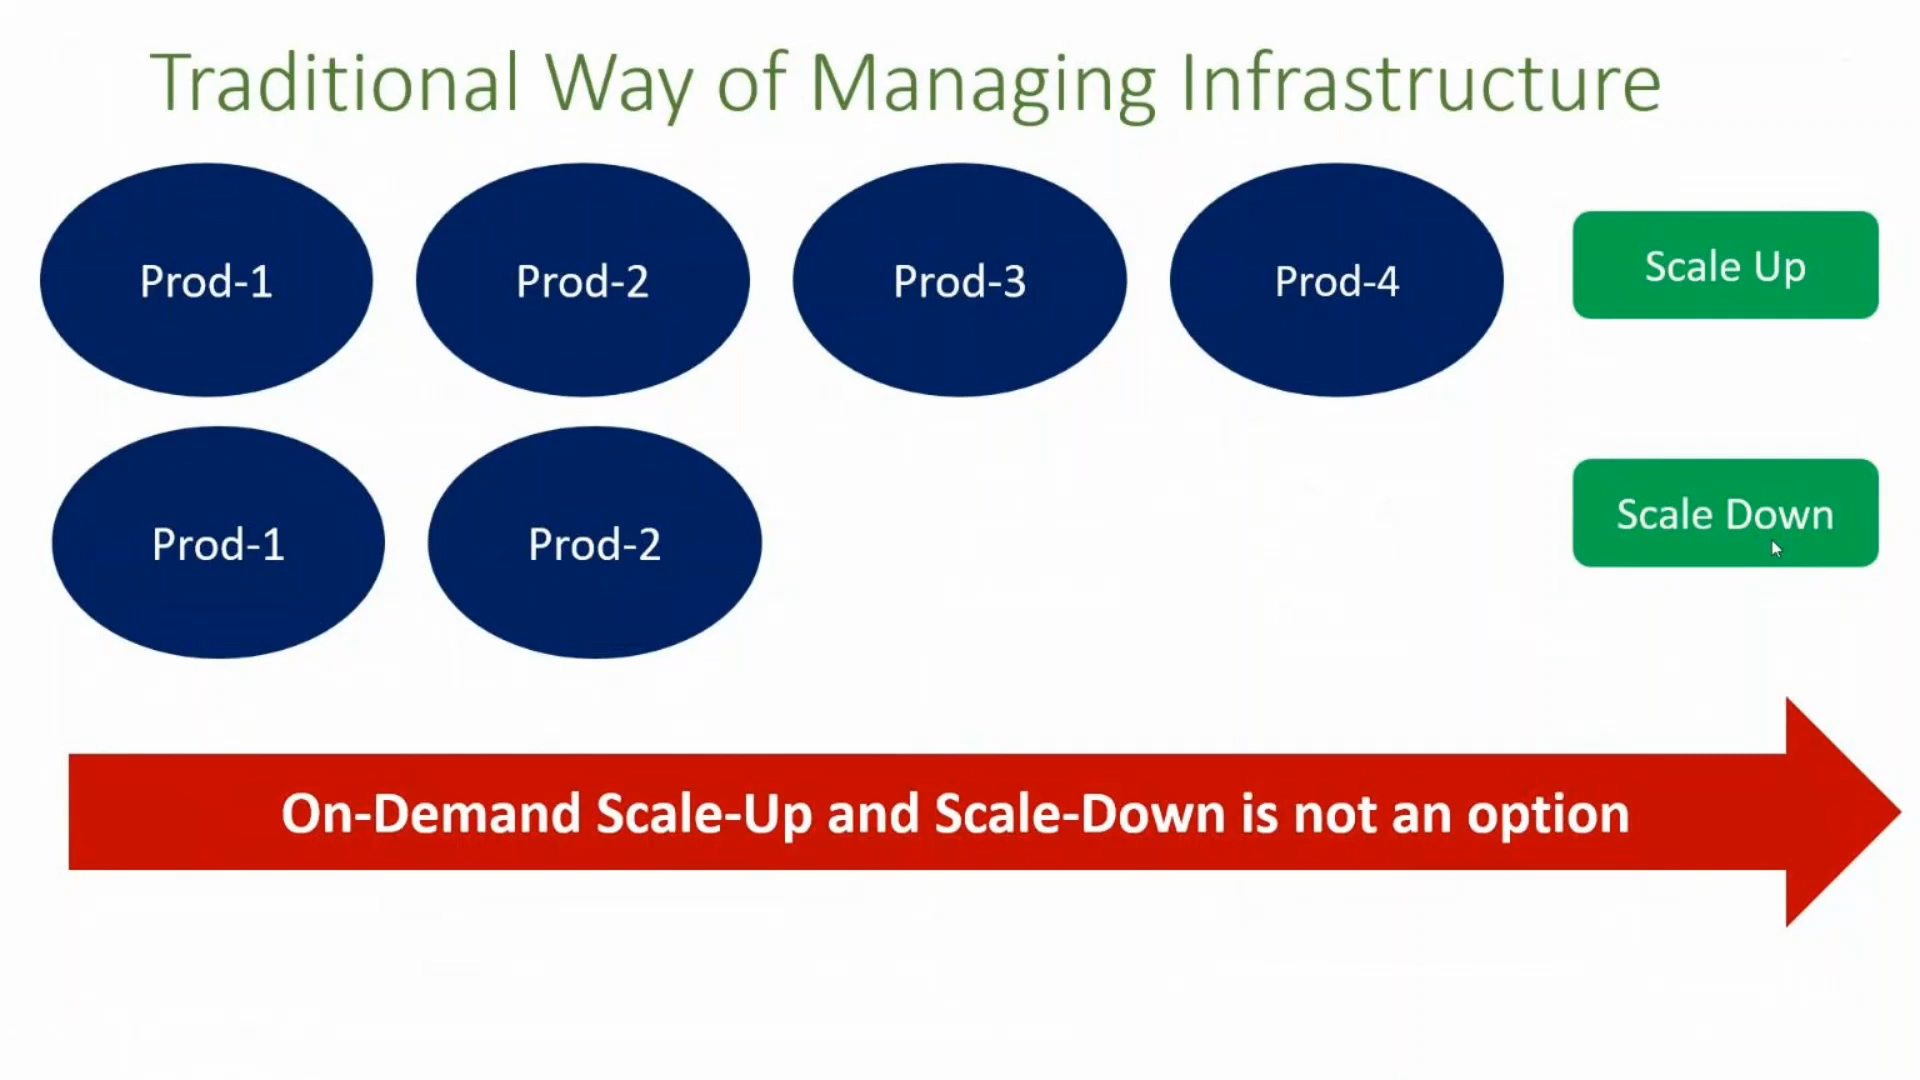 Traditional Way of Managing Infrastructure
Prod-1 Prod-2 Prod-3 Prod-4 Scale Up
Prod-1 Prod-2 Scale Down
On-Demand Scale-Up and Scale-Down is not an option